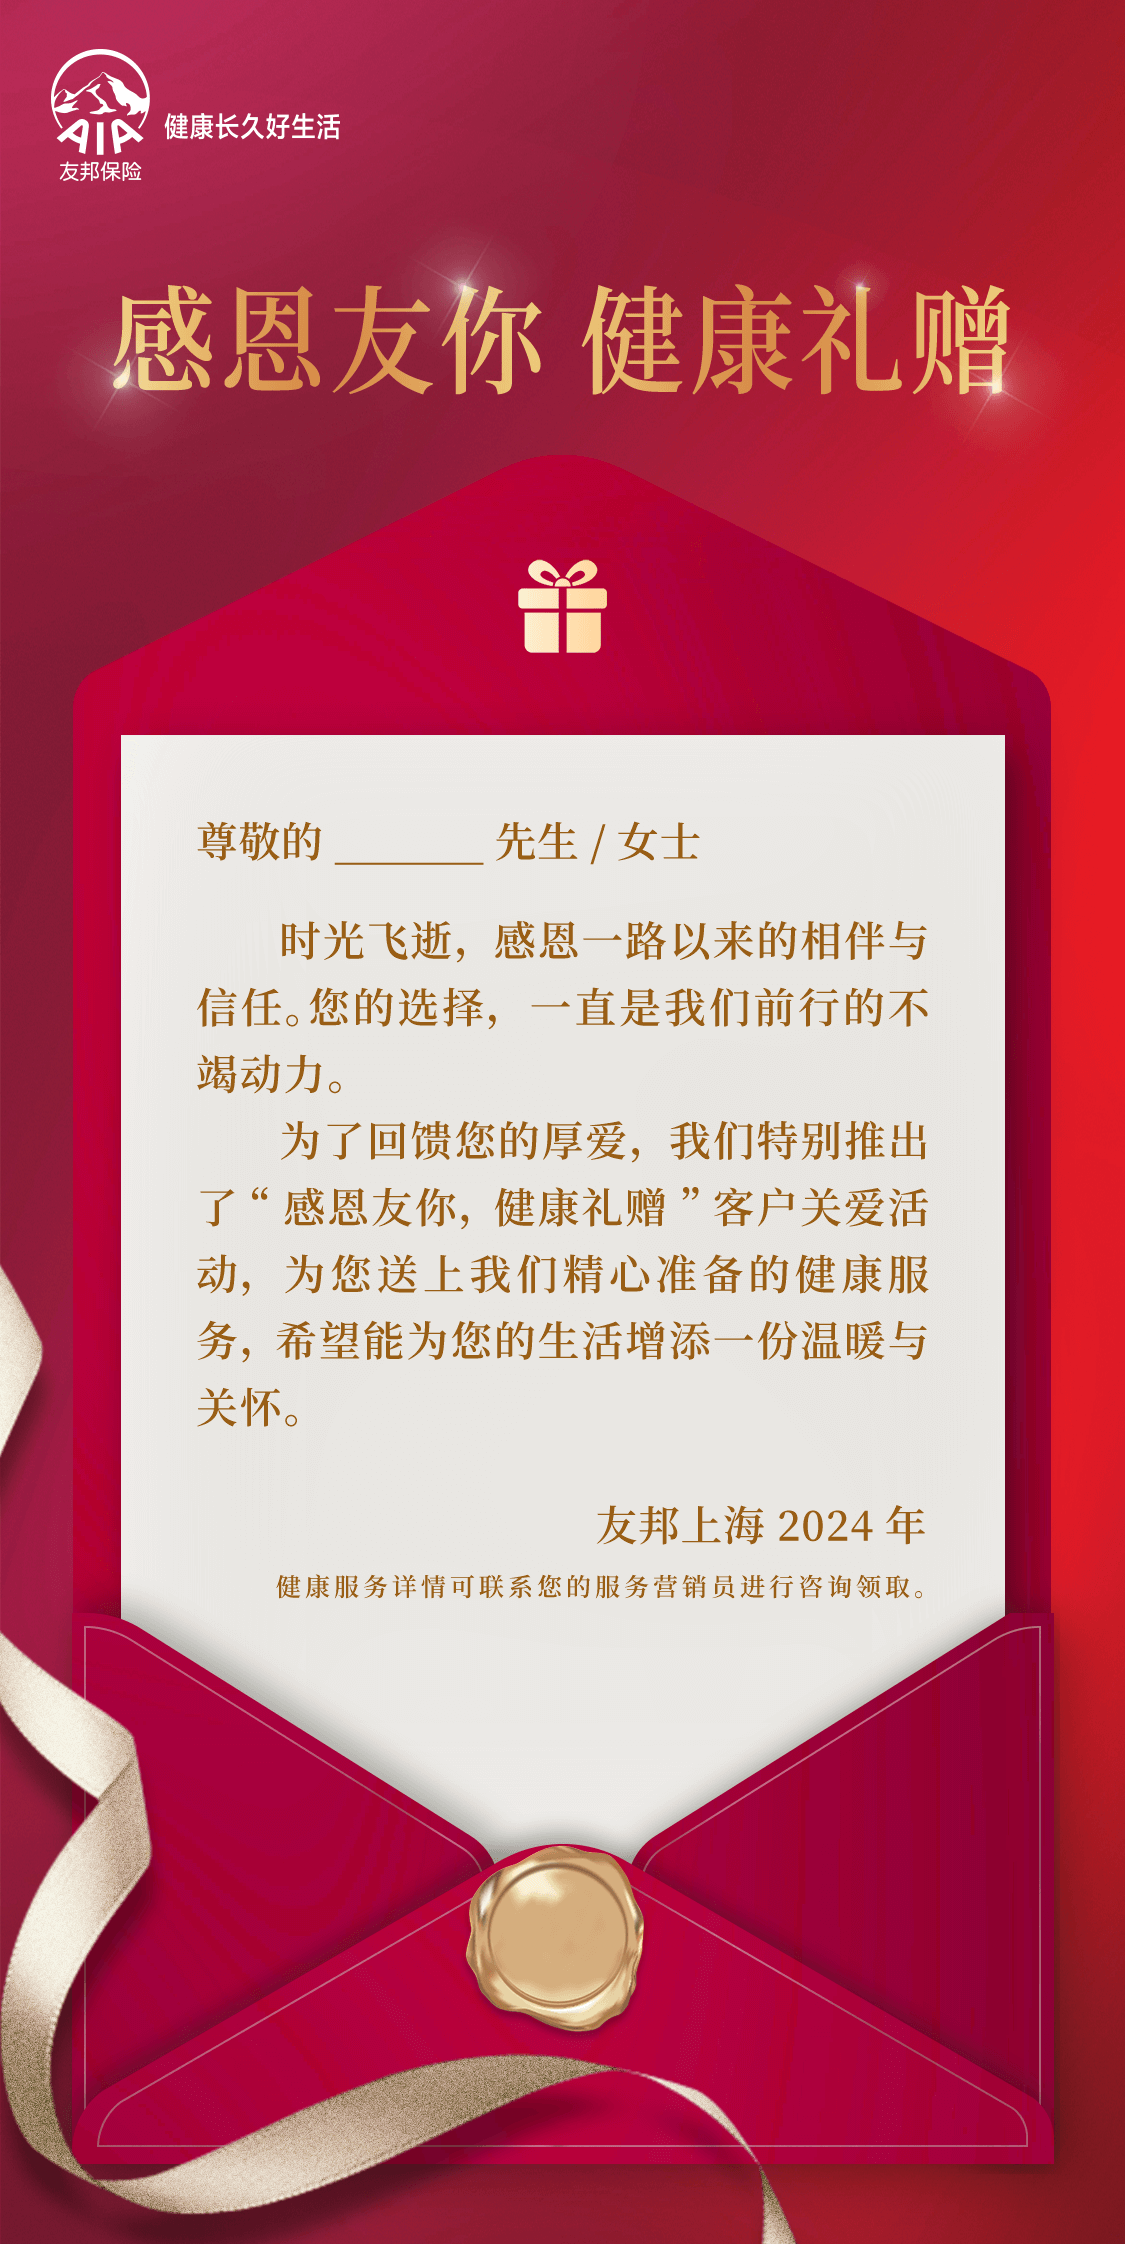 AIA
友邦保险
健康长久好生活
感恩友你 健康礼赠
尊敬的 ______ 先生 / 女士
时光飞逝，感恩一路以来的相伴与
信任。您的选择，一直是我们前行的不
竭动力。
为了回馈您的厚爱，我们特别推出
了“感恩友你，健康礼赠”客户关爱活
动，为您送上我们精心准备的健康服
务，希望能为您的生活增添一份温暖与
关怀。
友邦上海 2024 年
健康服务详情可联系您的服务营销员进行咨询领取。